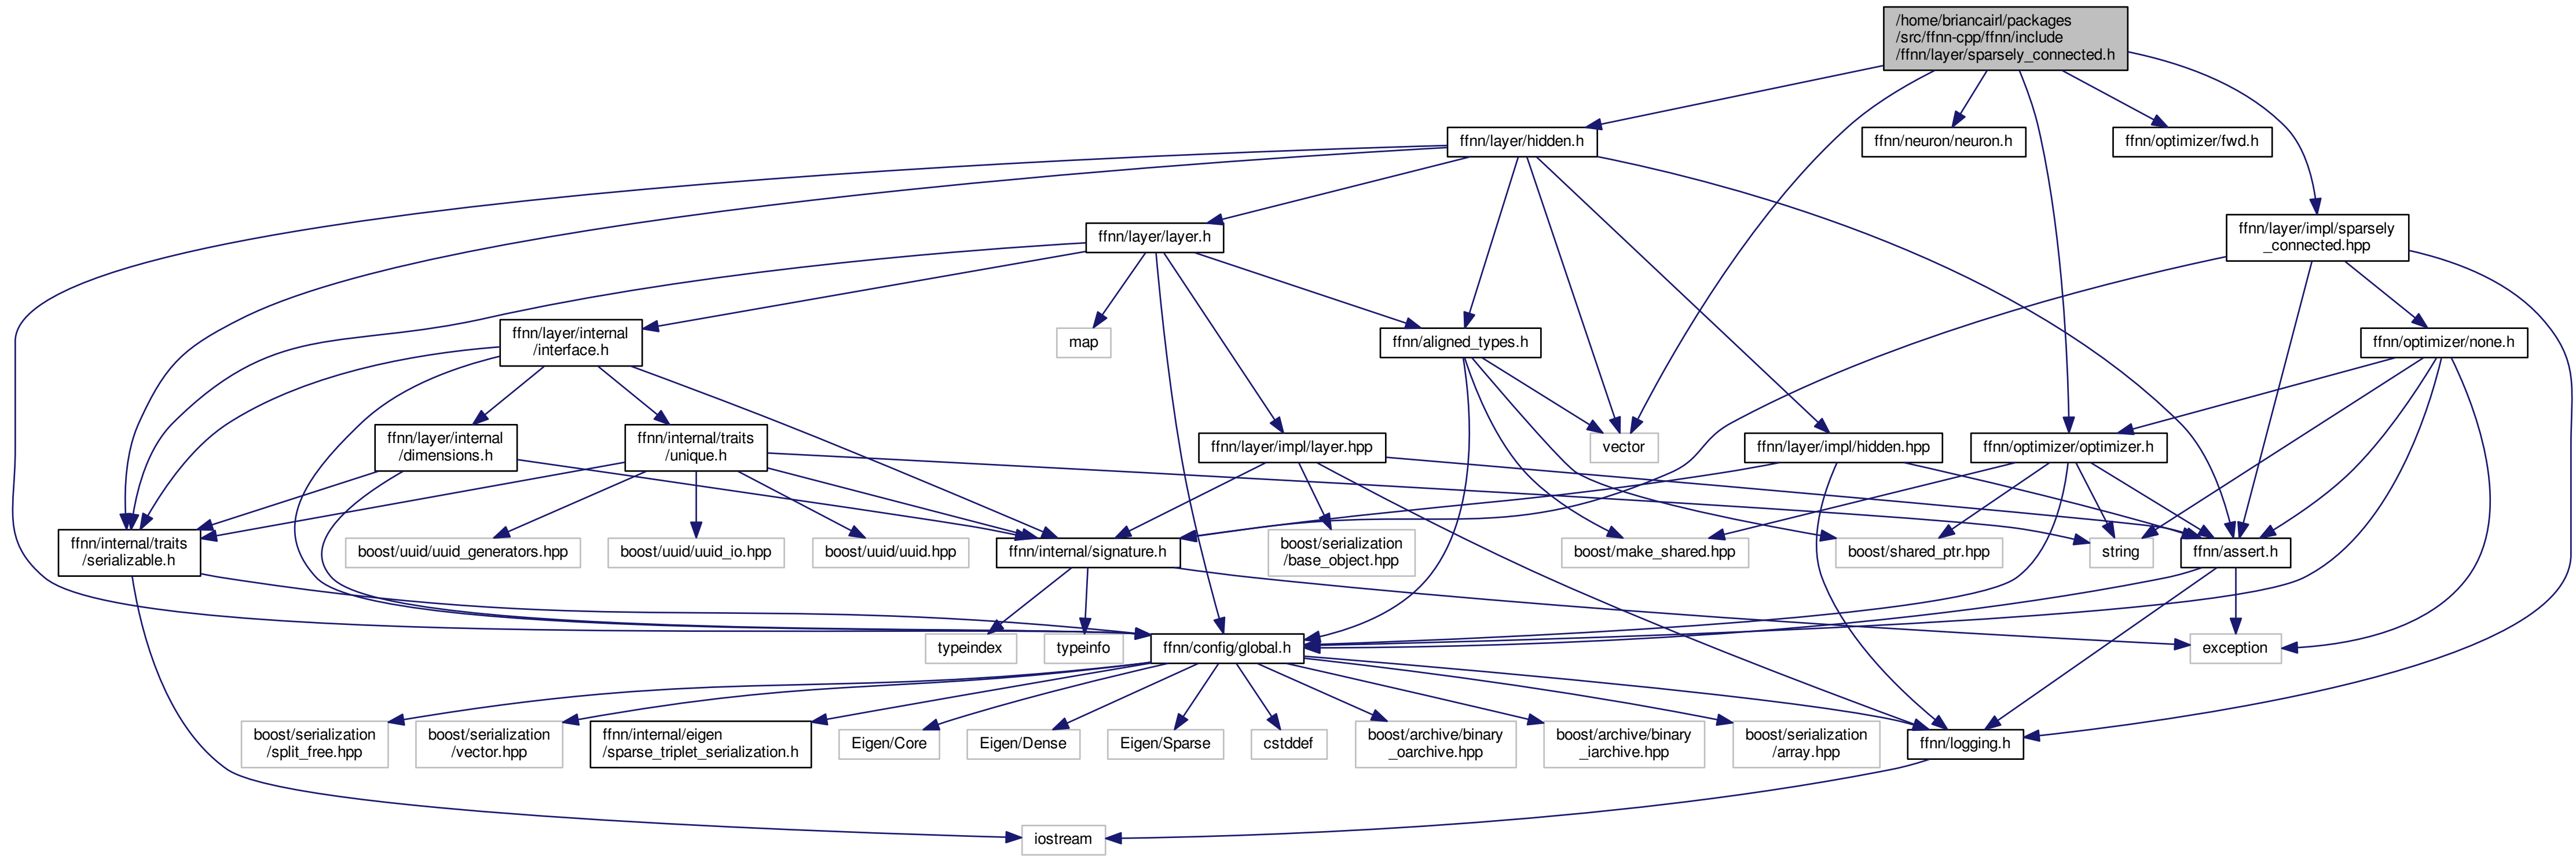 /home/briancairl/packages
/src/ffnn-cpp/ffnn/include
/ffnn/layer/sparsely_connected.h
ffnn/layer/hidden.h
ffnn/neuron/neuron.h
ffnn/optimizer/fwd.h
ffnn/layer/layer.h
ffnn/layer/impl/sparsely
_connected.hpp
ffnn/layer/internal
/interface.h
map
ffnn/aligned_types.h
ffnn/optimizer/none.h
ffnn/layer/internal
/dimensions.h
ffnn/internal/traits
/unique.h
ffnn/layer/impl/layer.hpp
vector
ffnn/layer/impl/hidden.hpp
ffnn/optimizer/optimizer.h
ffnn/internal/traits
/serializable.h
boost/uuid/uuid_generators.hpp
boost/uuid/uuid_io.hpp
boost/uuid/uuid.hpp
ffnn/internal/signature.h
boost/serialization
/base_object.hpp
boost/make_shared.hpp
boost/shared_ptr.hpp
string
ffnn/assert.h
typeindex
typeinfo
ffnn/config/global.h
exception
boost/serialization
/split_free.hpp
boost/serialization
/vector.hpp
ffnn/internal/eigen
/sparse_triplet_serialization.h
Eigen/Core
Eigen/Dense
Eigen/Sparse
cstddef
boost/archive/binary
_oarchive.hpp
boost/archive/binary
_iarchive.hpp
boost/serialization
/array.hpp
ffnn/logging.h
iostream